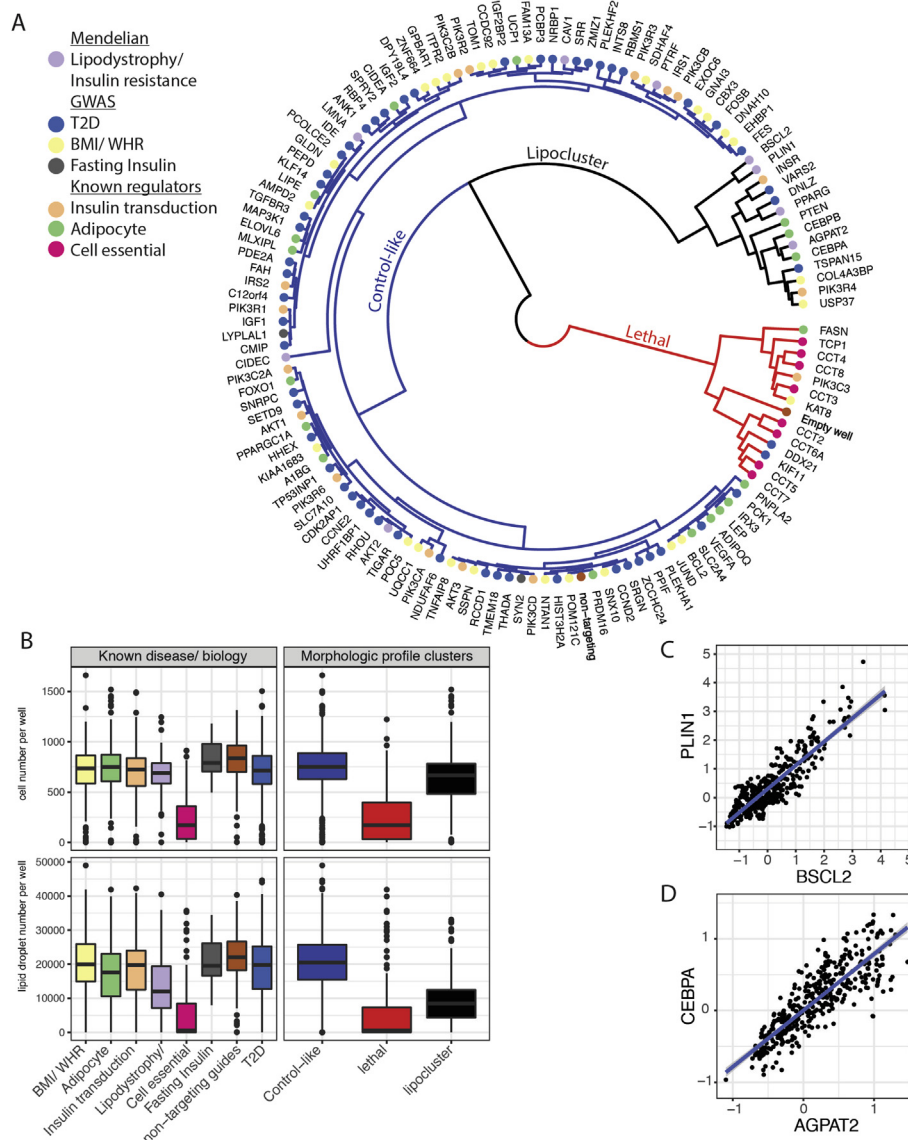 A
Mendelian
Lipodystrophy/
Insulin resistance
GWAS
T2D
BMI/ WHR
Fasting Insulin
Known regulators
Insulin transduction
Adipocyte
Cell essential
Lipocluster
Control-like
Lethal
CIDEC
CMIP
LYPLAL1
IGF1
PIK3R1
C12orf4
IRS2
FAH
PDE2A
MLXIPL
ELOVL6
MAP3K1
TGFBR3
AMPD2
LIPE
KLF14
PEPD
GLDN
PCOLCE2
IDE
LMNA
ANK1
RBP4
SPRY2
CIDEA
IGF2
ZNF664
DPY19L4
GPBAR1
ITPR2
PIK3C2B
PIK3R2
TOM1
CCDC92
IGF2BP2
UCP1
FAM13A
PCBP3
NRBP1
CAV1
SRR
ZMIZ1
PLEKHF2
INTS8
RBMS1
PIK3R3
SDHAF4
PTRF
IRS1
PIK3CB
EXOC6
GNAI3
CBX3
FOSB
DNAH10
EHBP1
FES
BSCL2
PLIN1
INSR
VARS2
DNLZ
PPARG
PTEN
CEBPB
AGPAT2
CEBPA
TSPAN15
COL4A3BP
PIK3R4
USP37
FASN
TCP1
CCT4
CCT8
PIK3C3
CCT3
KAT8
Empty well
CCT2
CCT6A
DDX21
KIF11
CCT5
CCT7
PNPLA2
PCK1
IRX3
LEP
ADIPOQ
VEGFA
SLC2A4
BCL2
JUND
PLEKHA1
PPIF
ZCCHC24
SRGN
CCND2
SNX10
PRDM16
non-targeting
POM121C
HIST3H2A
NTAN1
PIK3CD
SYN2
THADA
TMEM18
RCCD1
SSPN
AKT3
TNFAIP8
NDUFAF6
PIK3CA
UQCC1
POC5
TIGAR
AKT2
RHOU
UHRF1BP1
CCNE2
CDK2AP1
SLC7A10
PIK3R6
TP53INP1
A1BG
KIAA1683
HHEX
PPARGC1A
AKT1
SETD9
SNRPC
FOXO1
PIK3C2A
B
Known disease/ biology
Morphologic profile clusters
cell number per well
1500
1000
500
0
lipid droplet number per well
50000
40000
30000
20000
10000
0
BMI/ WHR
Adipocyte
Insulin transduction
Lipodystrophy/
Cell essential
Fasting Insulin
non-targeting guides
T2D
Control-like
lethal
lipocluster
C
PLIN1
5
4
3
2
1
0
−1
−1 0 1 2 3 4 5
BSCL2
D
CEBPA
1
0
−1
−1 0 1
AGPAT2